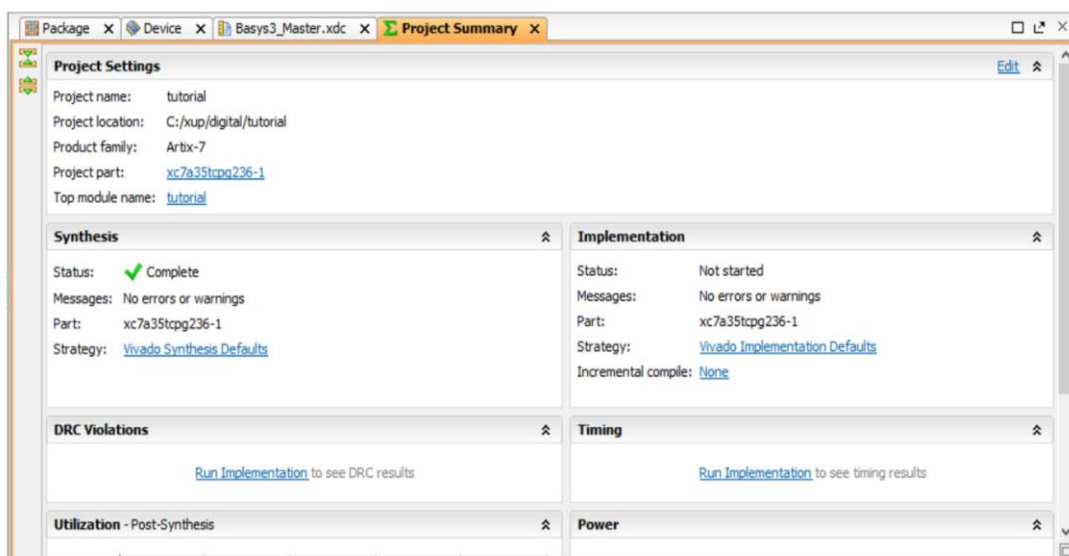 Package
Device
Basys3_Master.xdc
Project Summary
Project Settings
Edit
Project name: tutorial
Project location: C:/xup/digital/tutorial
Product family: Artix-7
Project part: xc7a35tcpg236-1
Top module name: tutorial
Synthesis
Status: Complete
Messages: No errors or warnings
Part: xc7a35tcpg236-1
Strategy: Vivado Synthesis Defaults
Implementation
Status: Not started
Messages: No errors or warnings
Part: xc7a35tcpg236-1
Strategy: Vivado Implementation Defaults
Incremental compile: None
DRC Violations
Run Implementation to see DRC results
Timing
Run Implementation to see timing results
Utilization - Post-Synthesis
Power